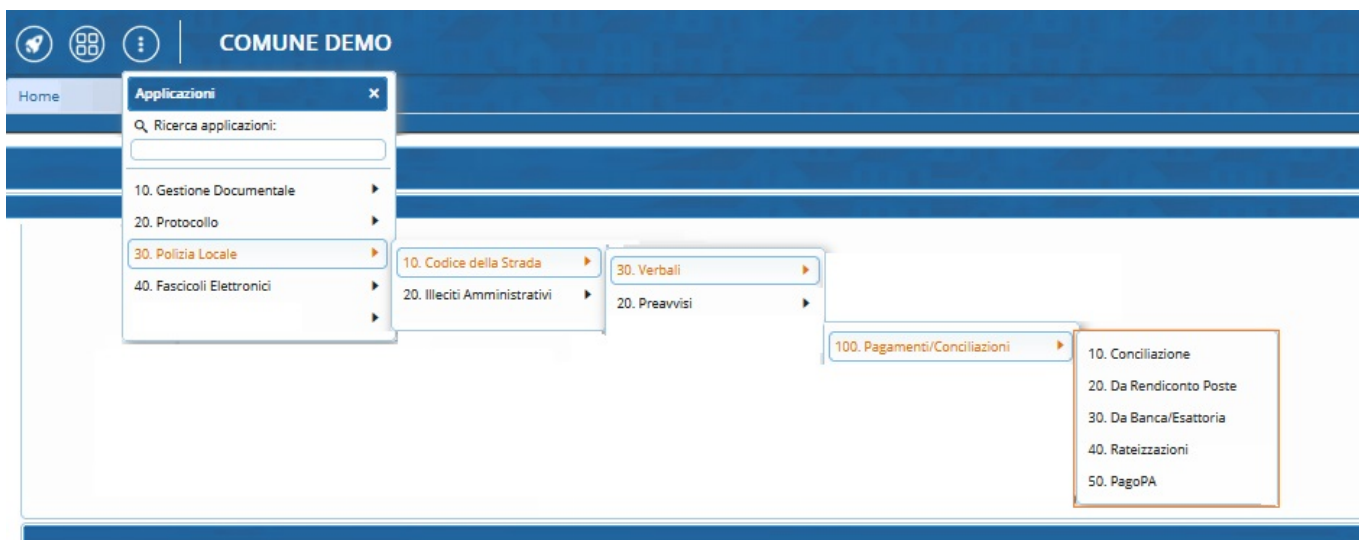 COMUNE DEMO
Home
Applicazioni
Ricerca applicazioni:
10. Gestione Documentale
20. Protocollo
30. Polizia Locale
40. Fascicoli Elettronici
10. Codice della Strada
20. Illeciti Amministrativi
30. Verbali
20. Preavvisi
100. Pagamenti/Conciliazioni
10. Conciliazione
20. Da Rendiconto Poste
30. Da Banca/Esattoria
40. Rateizzazioni
50. PagoPA